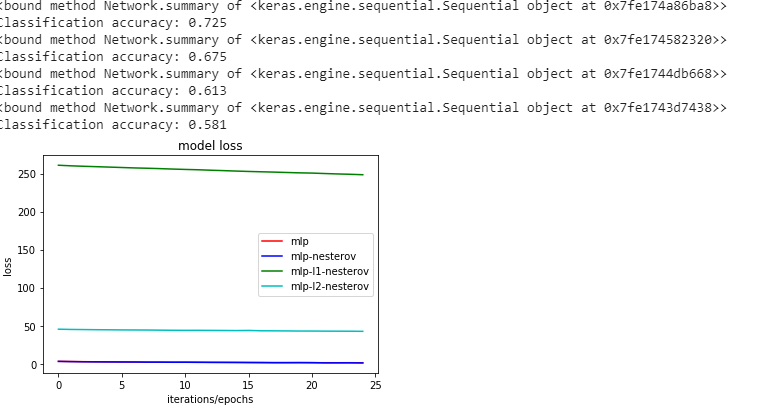 <bound method Network.summary of <keras.engine.sequential.Sequential object at 0x7fe174a86ba8>>
Classification accuracy: 0.725
<bound method Network.summary of <keras.engine.sequential.Sequential object at 0x7fe174582320>>
Classification accuracy: 0.675
<bound method Network.summary of <keras.engine.sequential.Sequential object at 0x7fe1744db668>>
Classification accuracy: 0.613
<bound method Network.summary of <keras.engine.sequential.Sequential object at 0x7fe1743d7438>>
Classification accuracy: 0.581
model loss
250
200
150
100
50
0
loss
mlp
mlp-nesterov
mlp-l1-nesterov
mlp-l2-nesterov
0 5 10 15 20 25
iterations/epochs